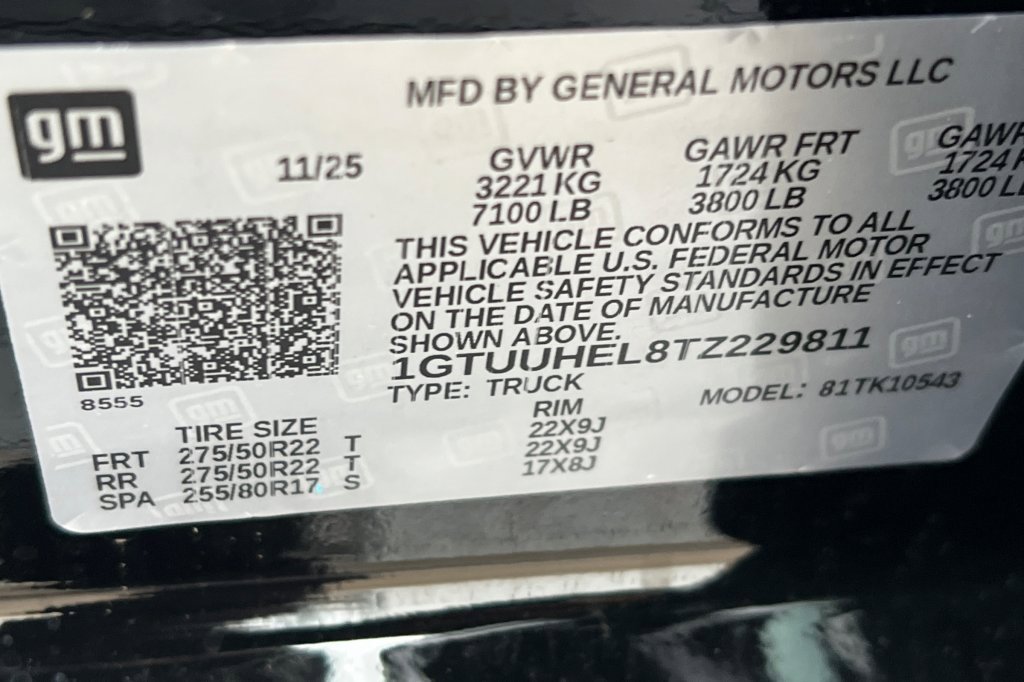 gm
MFD BY GENERAL MOTORS LLC
11/25
GVWR GAWR FRT GAWR
3221 KG 1724 KG 1724
7100 LB 3800 LB 3800
THIS VEHICLE CONFORMS TO ALL
APPLICABLE U.S. FEDERAL MOTOR
VEHICLE SAFETY STANDARDS IN EFFECT
ON THE DATE OF MANUFACTURE
SHOWN ABOVE.
1GTUUHEL8TZ229811
TYPE: TRUCK MODEL: 81TK10543
8555
TIRE SIZE RIM
FRT 275/50R22 T 22X9J
RR 275/50R22 T 22X9J
SPA 255/80R17 S 17X8J